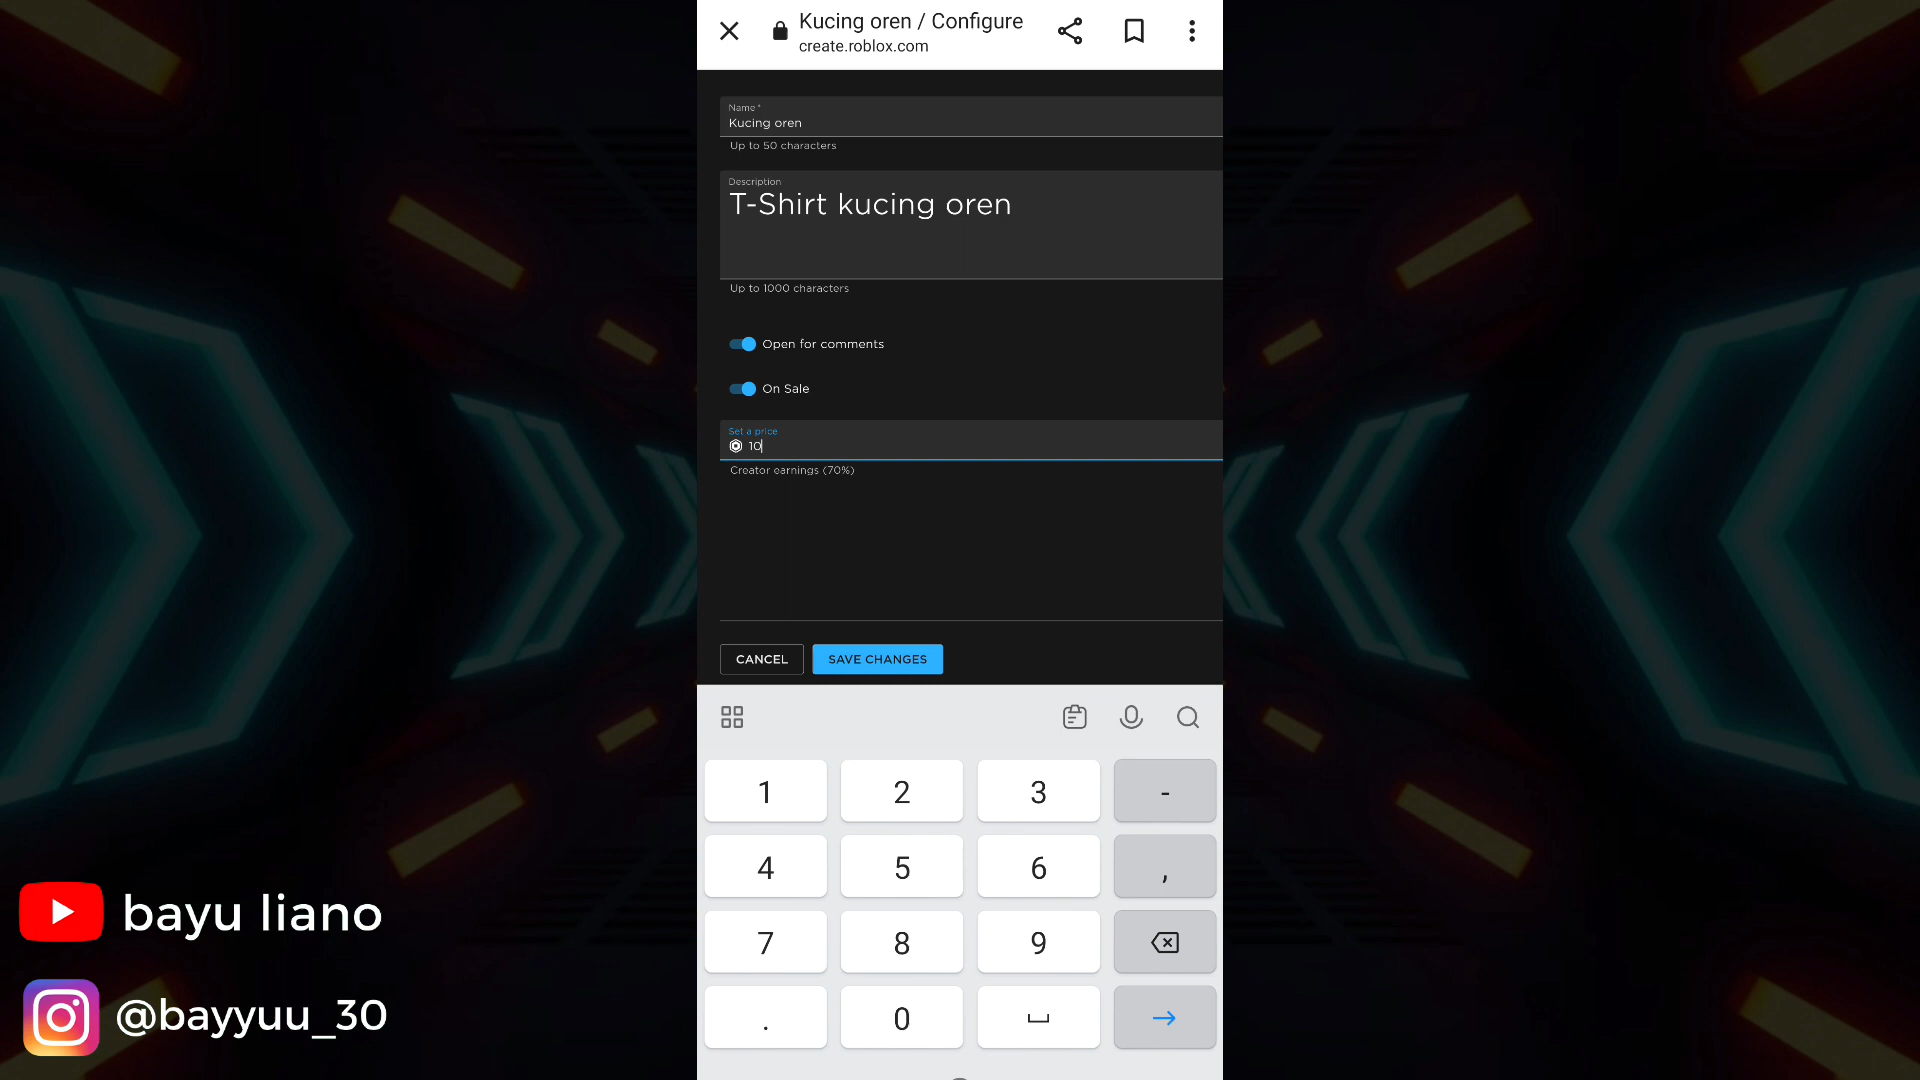 Kucing oren / Configure
create.roblox.com
Name *
Kucing oren
Up to 50 characters
Description
T-Shirt kucing oren
Up to 1000 characters
Open for comments
On Sale
Set a price
10
Creator earnings (70%)
CANCEL SAVE CHANGES
1 2 3 -
4 5 6 ,
7 8 9
. 0
bayu liano
@bayyuu_30